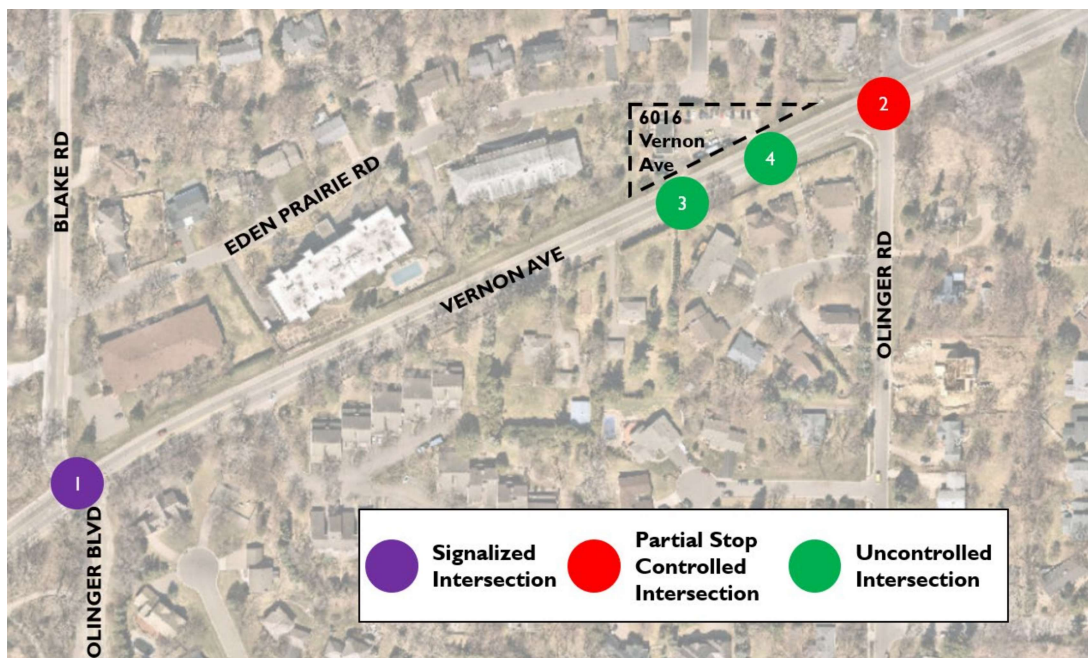 6016
Vernon
Ave
2
4
3
BLAKE RD
EDEN PRAIRIE RD
VERNON AVE
OLINGER RD
1
OLINGER BLVD
Signalized
Intersection
Partial Stop
Controlled
Intersection
Uncontrolled
Intersection